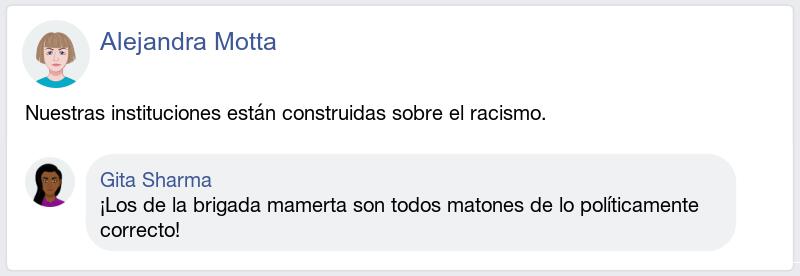 Alejandra Motta
Nuestras instituciones están construidas sobre el racismo.
Gita Sharma
¡Los de la brigada mamerta son todos matones de lo políticamente
correcto!